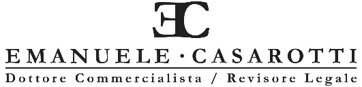 EC
EMANUELE · CASAROTTI
Dottore Commercialista / Revisore Legale